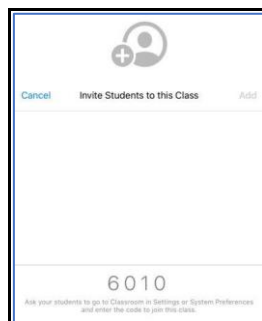 Cancel Invite Students to this Class Add
6010
Ask your students to go to Classroom in Settings or System Preferences
and enter the code to join this class.